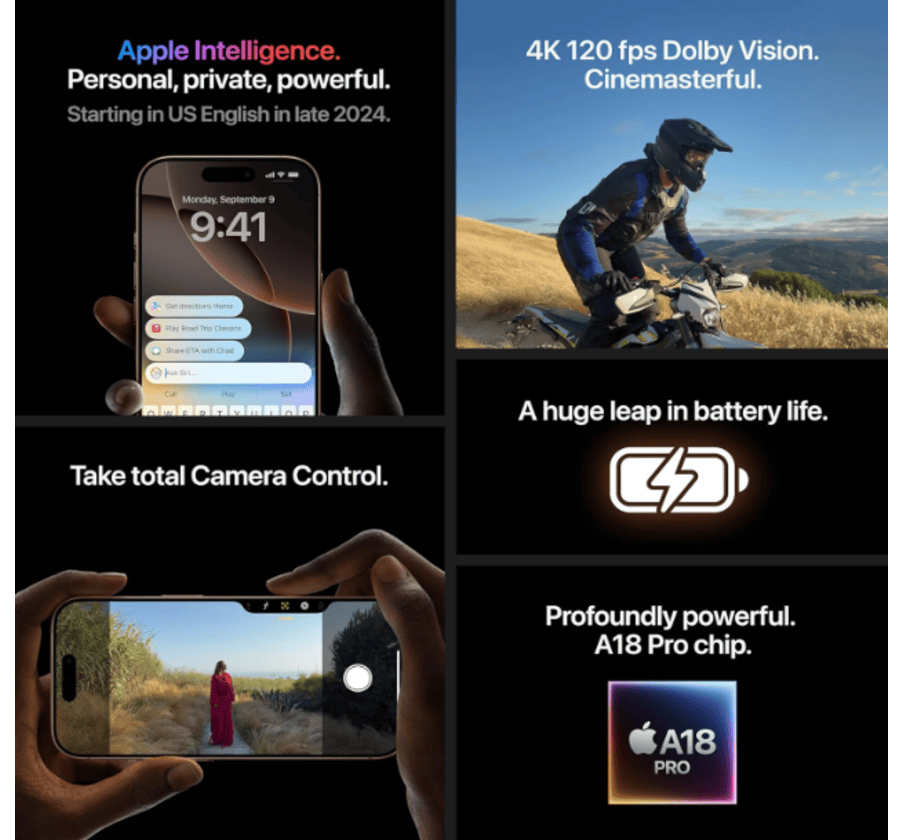 Apple Intelligence.
Personal, private, powerful.
Starting in US English in late 2024.
Monday, September 9
9:41
Get directions Home
Play Road Trip Classics
Share ETA with Chad
Ask Siri...
Call Play Set
Q W E R T Y U I O P
Take total Camera Control.
4K 120 fps Dolby Vision.
Cinemasterful.
A huge leap in battery life.
Profoundly powerful.
A18 Pro chip.
A18
PRO